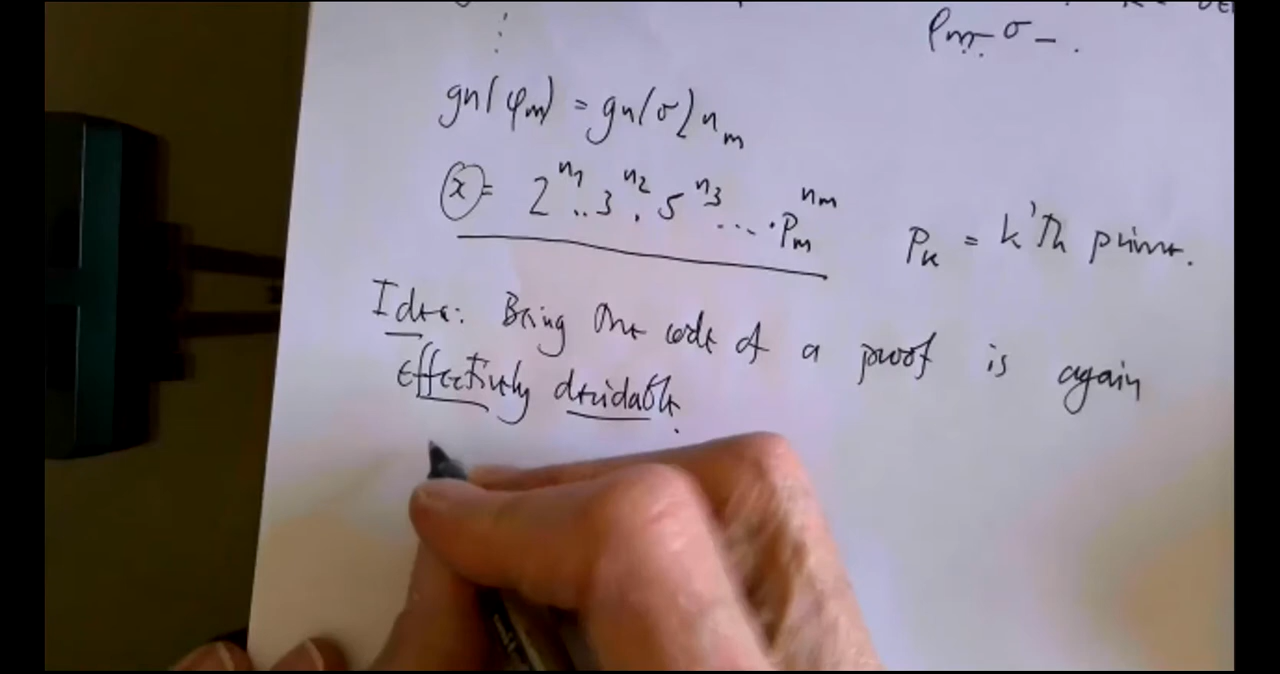 φm = σ.
gn(φm) = gn(σ) nm
x = 2^n1 · 3^n2 · 5^n3 ... · Pm^nm Pk = k'th prime.
Idea: Being the code of a proof is again
effectively decidable.